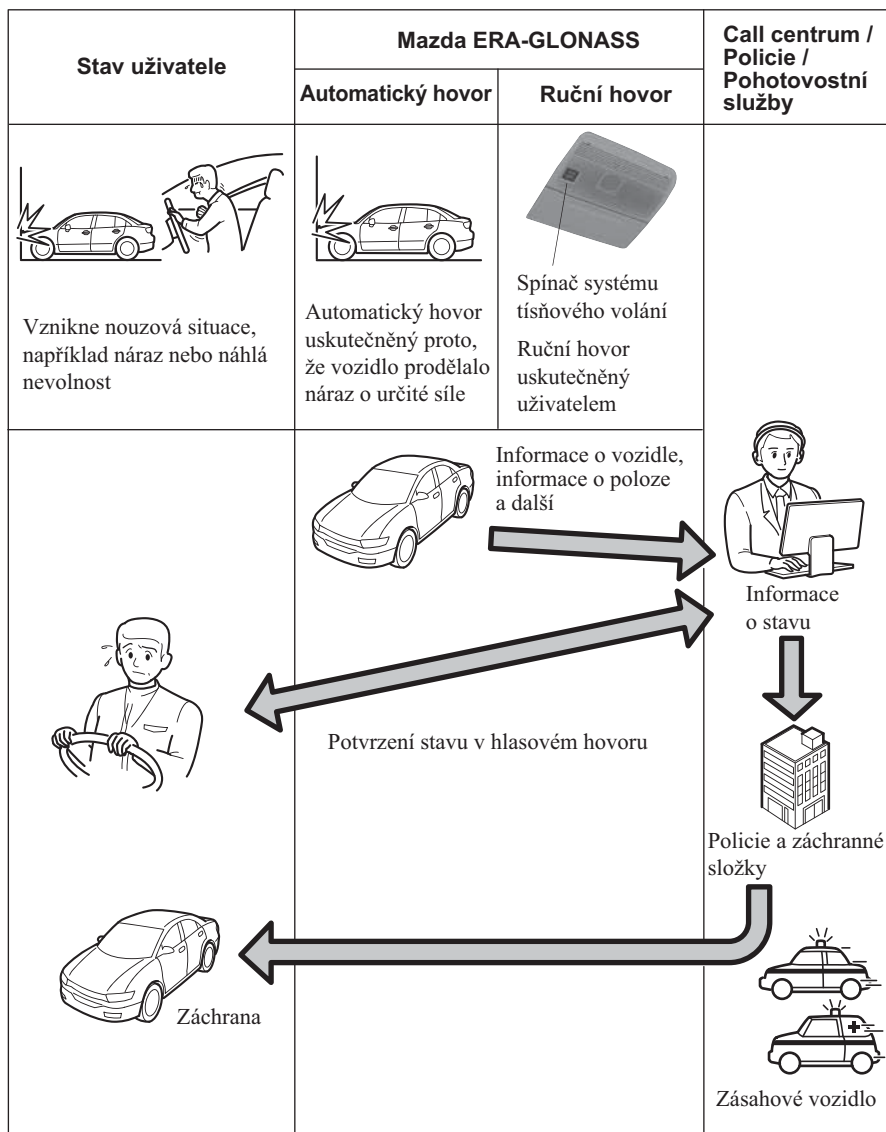 Stav uživatele
Mazda ERA-GLONASS
Automatický hovor
Ruční hovor
Call centrum /
Policie /
Pohotovostní
služby
Vznikne nouzová situace,
například náraz nebo náhlá
nevolnost
Automatický hovor
uskutečněný proto,
že vozidlo prodělalo
náraz o určité síle
Spínač systému
tísňového volání
Ruční hovor
uskutečněný
uživatelem
Informace o vozidle,
informace o poloze
a další
Informace
o stavu
Potvrzení stavu v hlasovém hovoru
Policie a záchranné
složky
Záchrana
Zásahové vozidlo